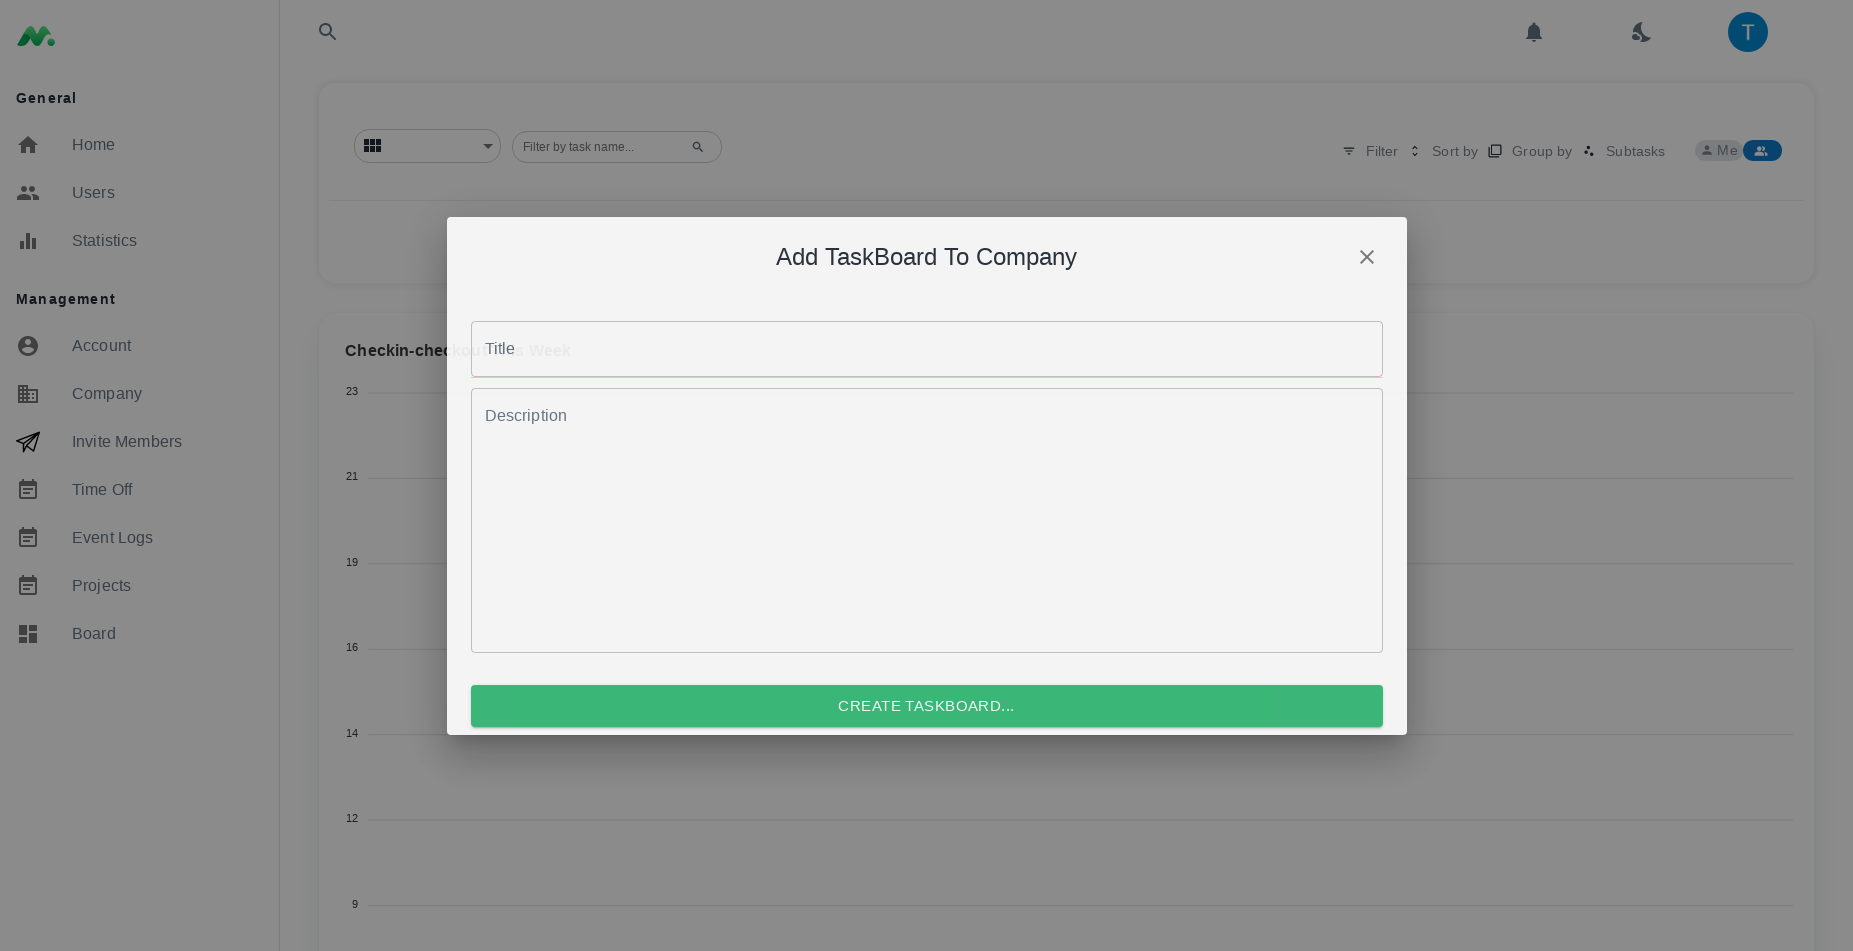 T
General
Home
Users
Statistics
Management
Account
Company
Invite Members
Time Off
Event Logs
Projects
Board
Filter by task name...
Filter
Sort by
Group by
Subtasks
Me
Add TaskBoard To Company
Title
Description
CREATE TASKBOARD...
Checkin-checkout This Week
23
21
19
16
14
12
9